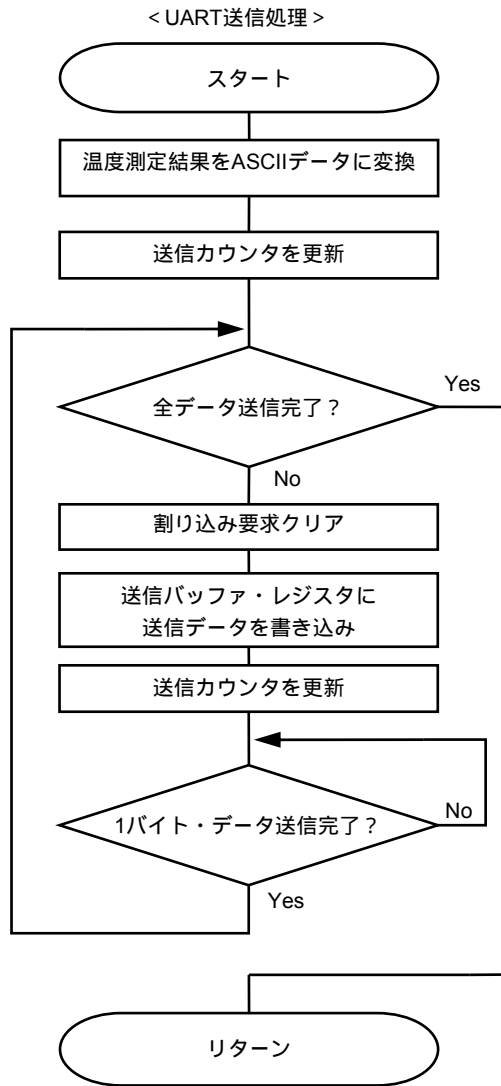 ＜UART送信処理＞
スタート
温度測定結果をASCIIデータに変換
送信カウンタを更新
全データ送信完了？
Yes
No
割り込み要求クリア
送信バッファ・レジスタに
送信データを書き込み
送信カウンタを更新
1バイト・データ送信完了？
No
Yes
リターン